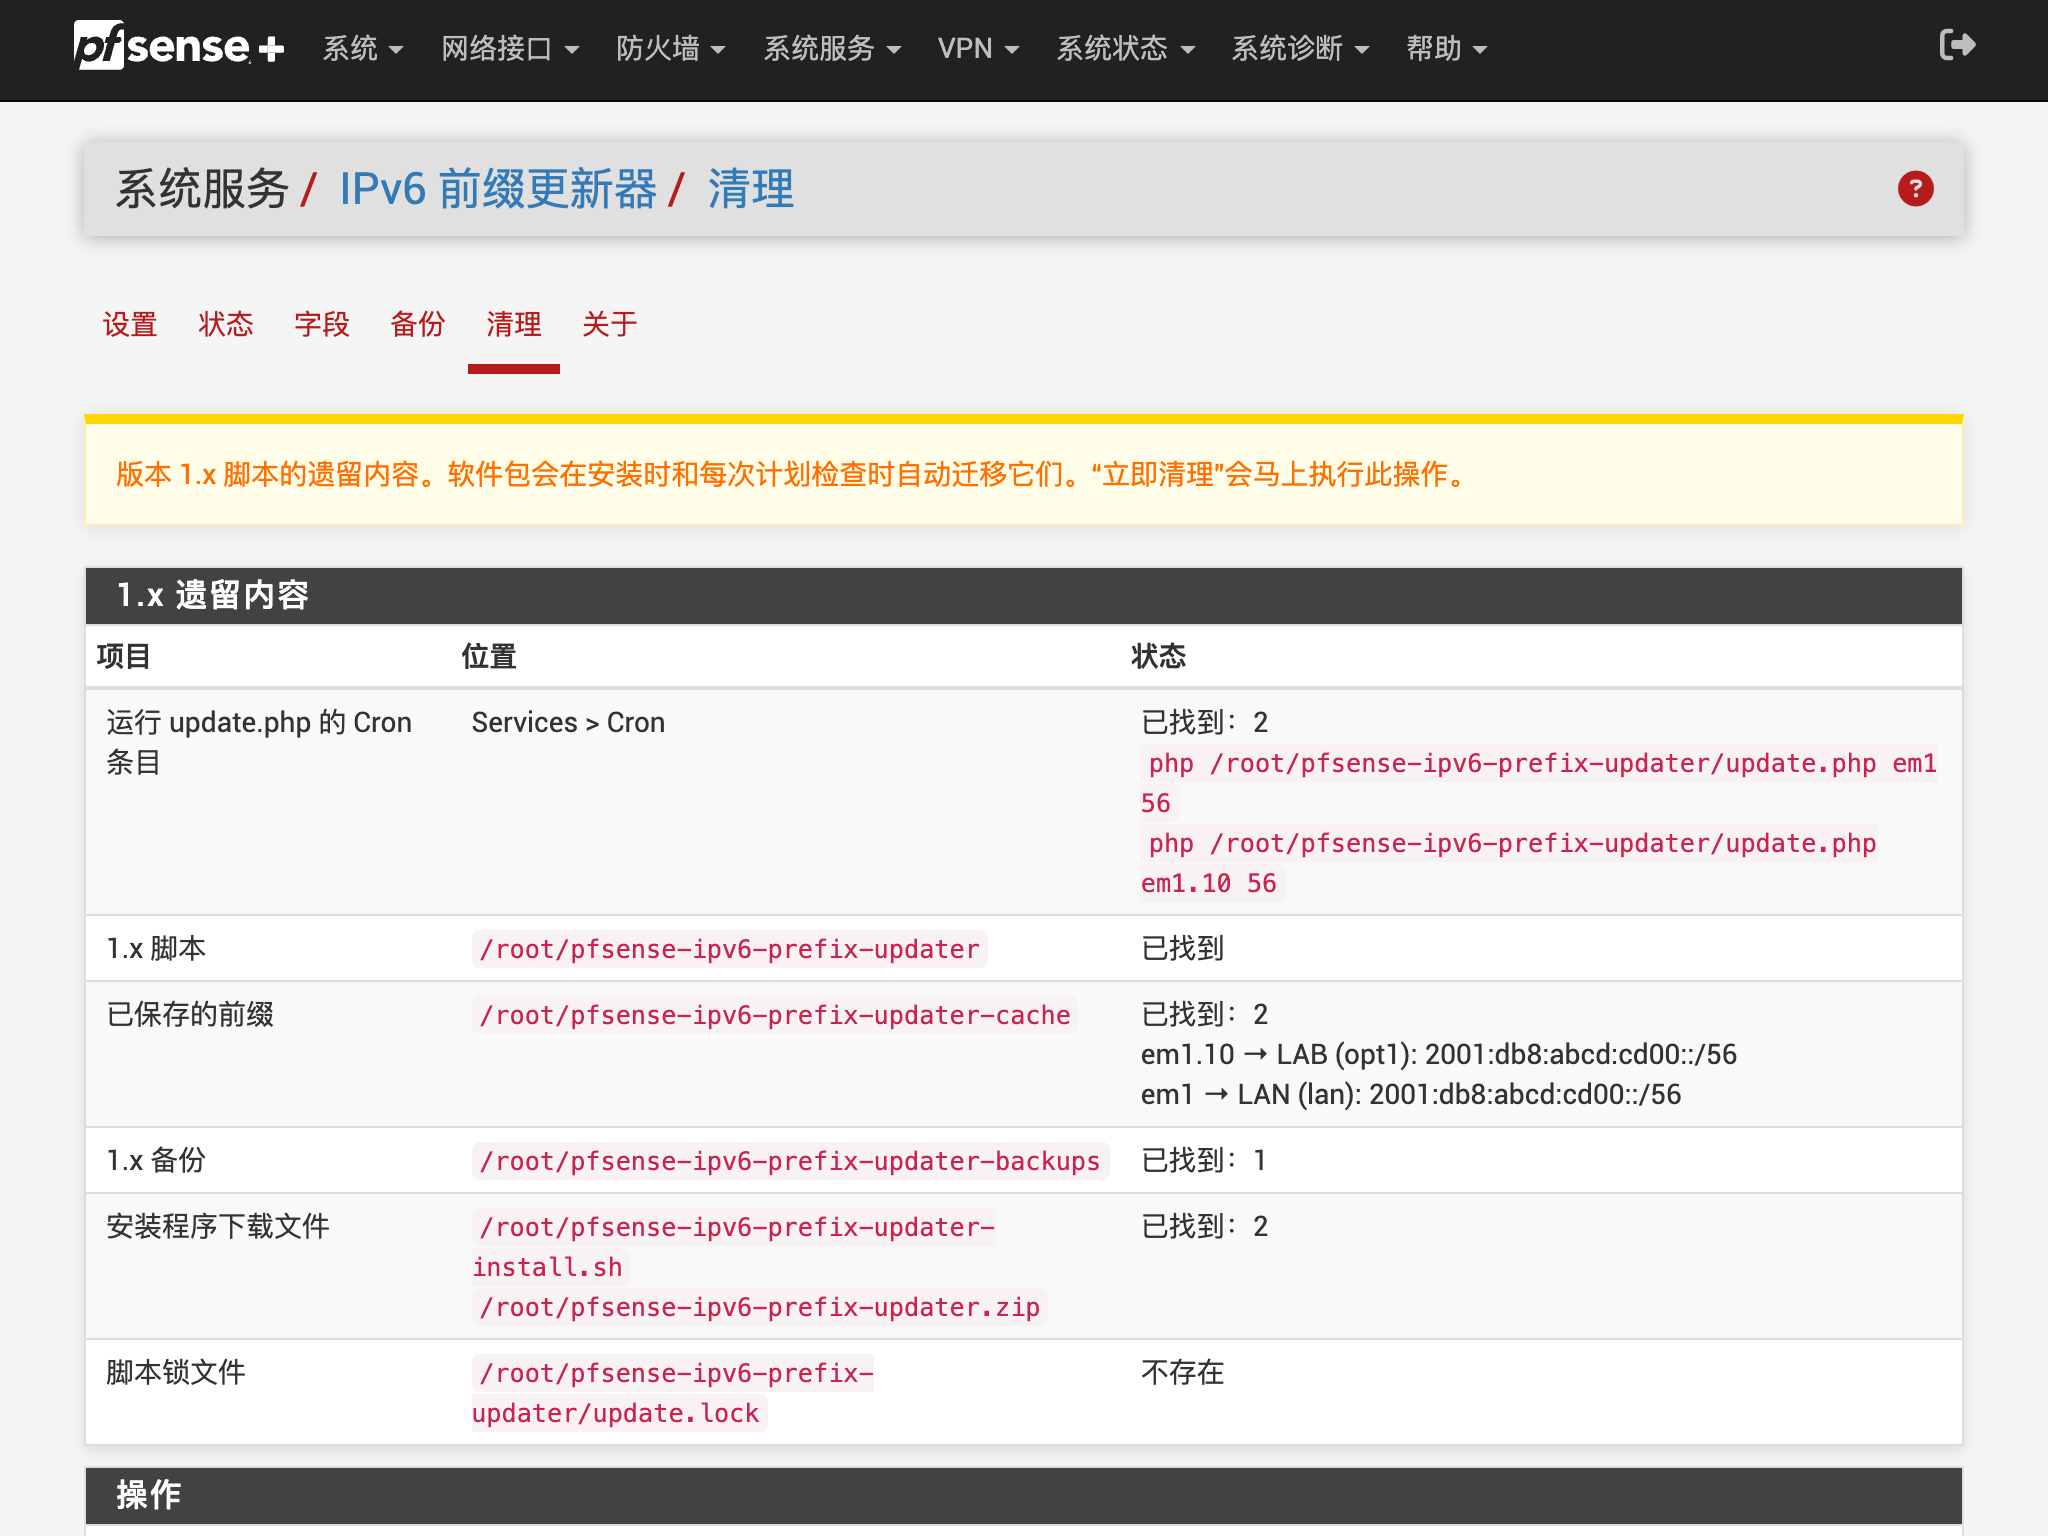 pfsense+ 系统 网络接口 防火墙 系统服务 VPN 系统状态 系统诊断 帮助
系统服务 / IPv6 前缀更新器 / 清理
设置 状态 字段 备份 清理 关于
版本 1.x 脚本的遗留内容。软件包会在安装时和每次计划检查时自动迁移它们。“立即清理”会马上执行此操作。
1.x 遗留内容
项目 位置 状态
运行 update.php 的 Cron
条目
Services > Cron
已找到：2
php /root/pfsense-ipv6-prefix-updater/update.php em1
56
php /root/pfsense-ipv6-prefix-updater/update.php
em1.10 56
1.x 脚本 /root/pfsense-ipv6-prefix-updater 已找到
已保存的前缀 /root/pfsense-ipv6-prefix-updater-cache 已找到：2
em1.10 → LAB (opt1): 2001:db8:abcd:cd00::/56
em1 → LAN (lan): 2001:db8:abcd:cd00::/56
1.x 备份 /root/pfsense-ipv6-prefix-updater-backups 已找到：1
安装程序下载文件
/root/pfsense-ipv6-prefix-updater-
install.sh
/root/pfsense-ipv6-prefix-updater.zip
已找到：2
脚本锁文件
/root/pfsense-ipv6-prefix-
updater/update.lock
不存在
操作